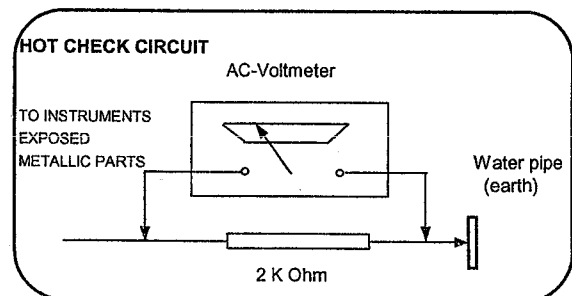 HOT CHECK CIRCUIT
AC-Voltmeter
TO INSTRUMENTS
EXPOSED
METALLIC PARTS
Water pipe
(earth)
2 K Ohm